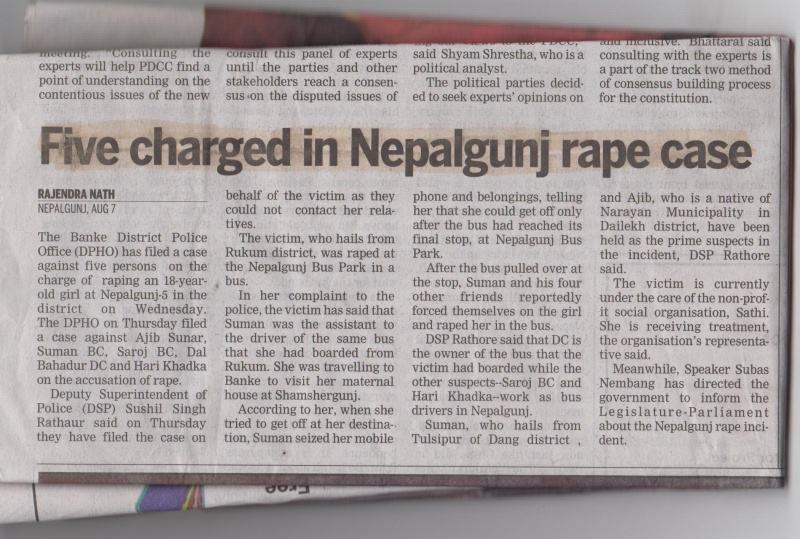 meeting. "Consulting the
experts will help PDCC find a
point of understanding on the
contentious issues of the new
consult this panel of experts
until the parties and other
stakeholders reach a consen-
sus on the disputed issues of
said Shyam Shrestha, who is a
political analyst.
The political parties decid-
ed to seek experts' opinions on
and inclusive." Bhattarai said
consulting with the experts is
a part of the track two method
of consensus building process
for the constitution.
Five charged in Nepalgunj rape case
RAJENDRA NATH
NEPALGUNJ, AUG 7
The Banke District Police
Office (DPHO) has filed a case
against five persons on the
charge of raping an 18-year-
old girl at Nepalgunj-5 in the
district on Wednesday.
The DPHO on Thursday filed
a case against Ajib Sunar,
Suman BC, Saroj BC, Dal
Bahadur DC and Hari Khadka
on the accusation of rape.
Deputy Superintendent of
Police (DSP) Sushil Singh
Rathaur said on Thursday
they have filed the case on
behalf of the victim as they
could not contact her rela-
tives.
The victim, who hails from
Rukum district, was raped at
the Nepalgunj Bus Park in a
bus.
In her complaint to the
police, the victim has said that
Suman was the assistant to
the driver of the same bus
that she had boarded from
Rukum. She was travelling to
Banke to visit her maternal
house at Shamshergunj.
According to her, when she
tried to get off at her destina-
tion, Suman seized her mobile
phone and belongings, telling
her that she could get off only
after the bus had reached its
final stop, at Nepalgunj Bus
Park.
After the bus pulled over at
the stop, Suman and his four
other friends reportedly
forced themselves on the girl
and raped her in the bus.
DSP Rathore said that DC is
the owner of the bus that the
victim had boarded while the
other suspects--Saroj BC and
Hari Khadka--work as bus
drivers in Nepalgunj.
Suman, who hails from
Tulsipur of Dang district ,
and Ajib, who is a native of
Narayan Municipality in
Dailekh district, have been
held as the prime suspects in
the incident, DSP Rathore
said.
The victim is currently
under the care of the non-prof-
it social organisation, Sathi.
She is receiving treatment,
the organisation's representa-
tive said.
Meanwhile, Speaker Subas
Nembang has directed the
government to inform the
Legislature-Parliament
about the Nepalgunj rape inci-
dent.
Free